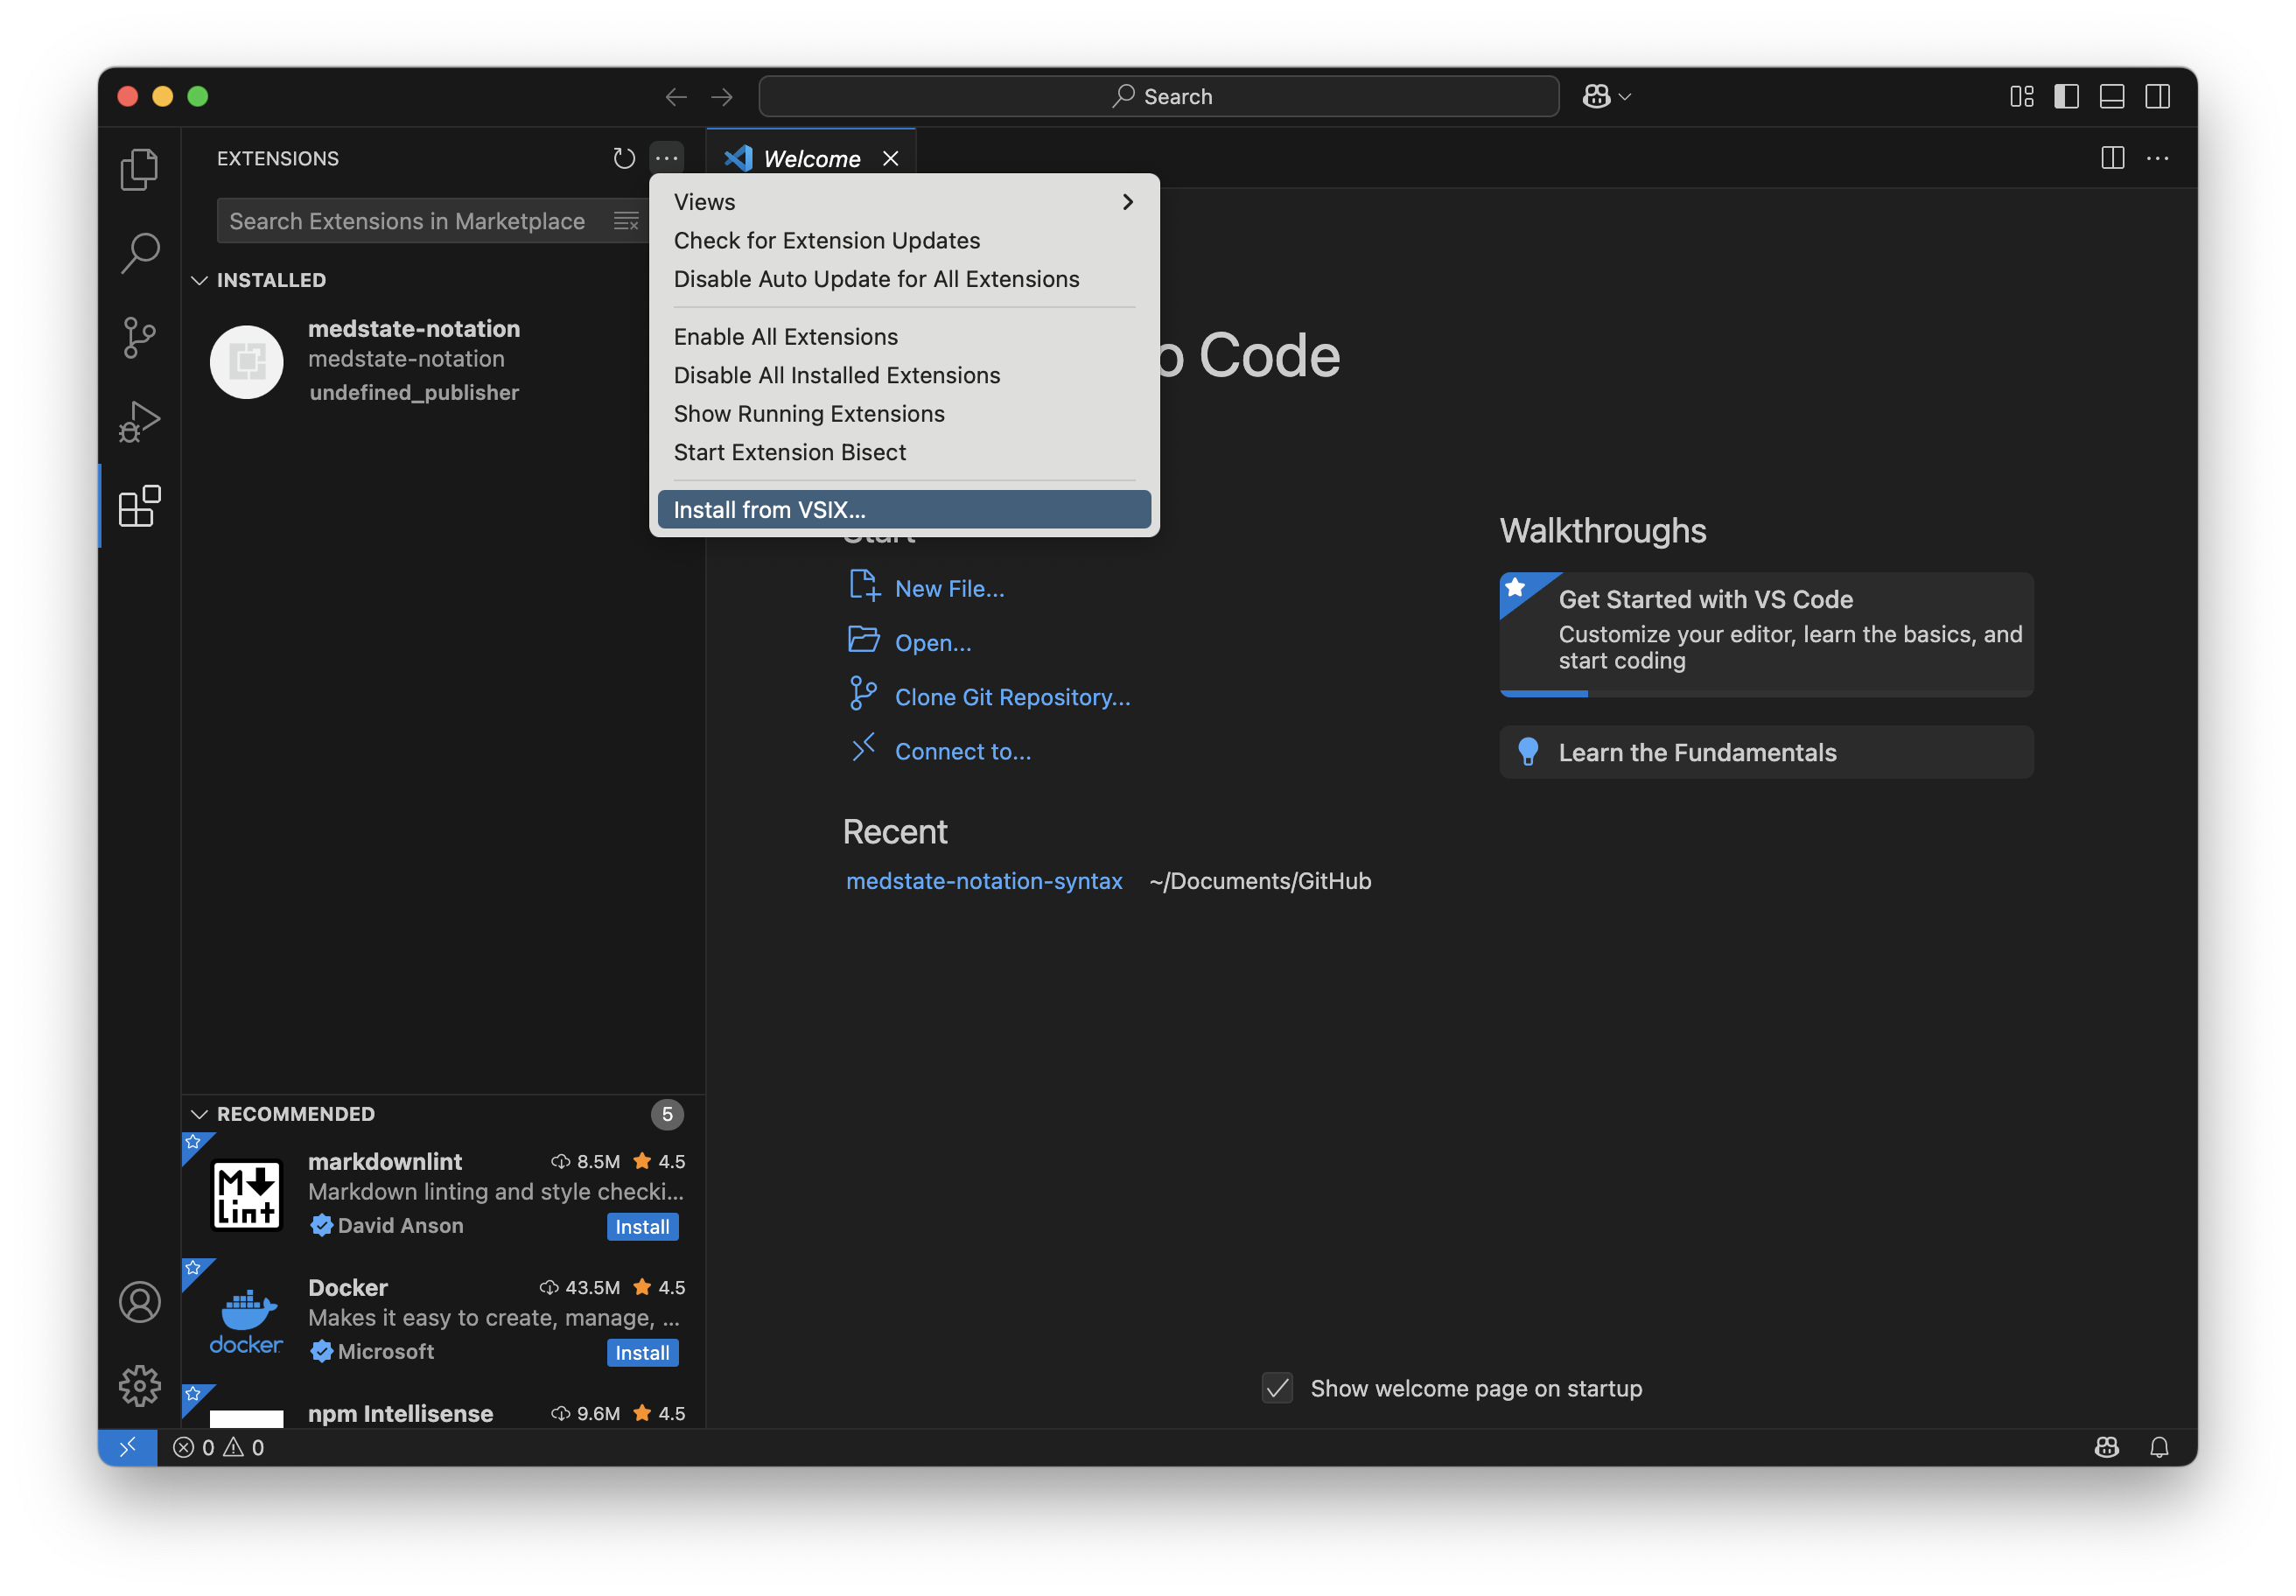 Search
EXTENSIONS
Welcome
Search Extensions in Marketplace
INSTALLED
medstate-notation
medstate-notation
undefined_publisher
Views
Check for Extension Updates
Disable Auto Update for All Extensions
Enable All Extensions
Disable All Installed Extensions
Show Running Extensions
Start Extension Bisect
Install from VSIX...
Code
Start
New File...
Open...
Clone Git Repository...
Connect to...
Recent
medstate-notation-syntax ~/Documents/GitHub
Walkthroughs
Get Started with VS Code
Customize your editor, learn the basics, and
start coding
Learn the Fundamentals
RECOMMENDED 5
markdownlint 8.5M 4.5
Markdown linting and style checki...
David Anson Install
M Lint
Docker 43.5M 4.5
Makes it easy to create, manage, ...
Microsoft Install
docker
npm Intellisense 9.6M 4.5
Show welcome page on startup
0 0